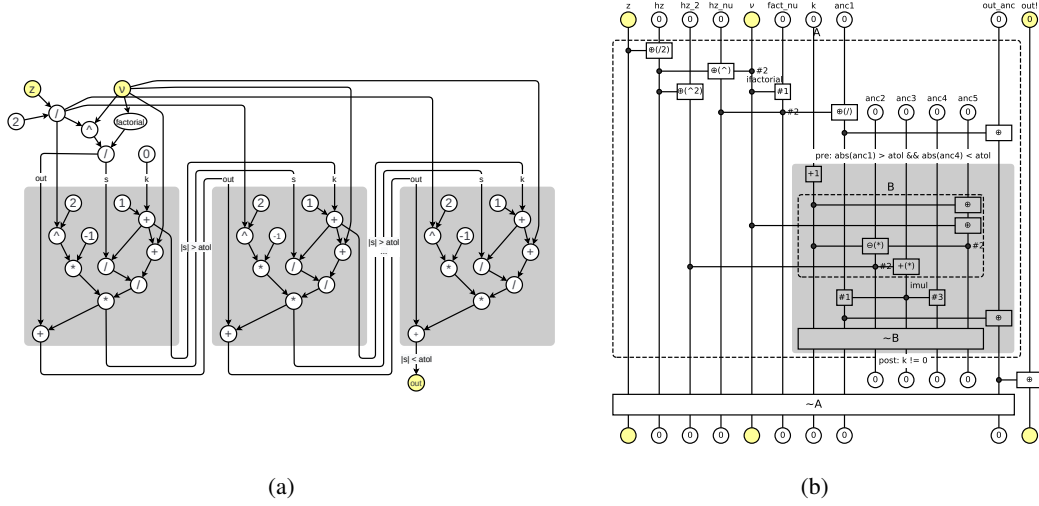 z hz hz_2 hz_nu ν fact_nu k anc1 out_anc out!
0 0 0 0 0 0 0
A
⊕(/2)
⊕(^) #2
ifactorial
⊕(^2) #1
#2 ⊕(/)
anc2 anc3 anc4 anc5
0 0 0 0
⊕
pre: abs(anc1) > atol && abs(anc4) < atol
+1
B
⊕
⊕
⊖(*) #2
#2 +(*)
imul
#1 #3
⊕
~B
post: k != 0
0 0 0 0
⊕
~A
0 0 0 0 0 0 0
z ν
2 / ^ factorial
/ 0
out s k out s k out s k
2 1 + 2 1 + 2 1 +
^ -1 + ^ -1 + ^ -1 +
|s| > atol |s| > atol
...
* / / * / / * / /
* * *
+ + +
|s| < atol
out
(a) (b)